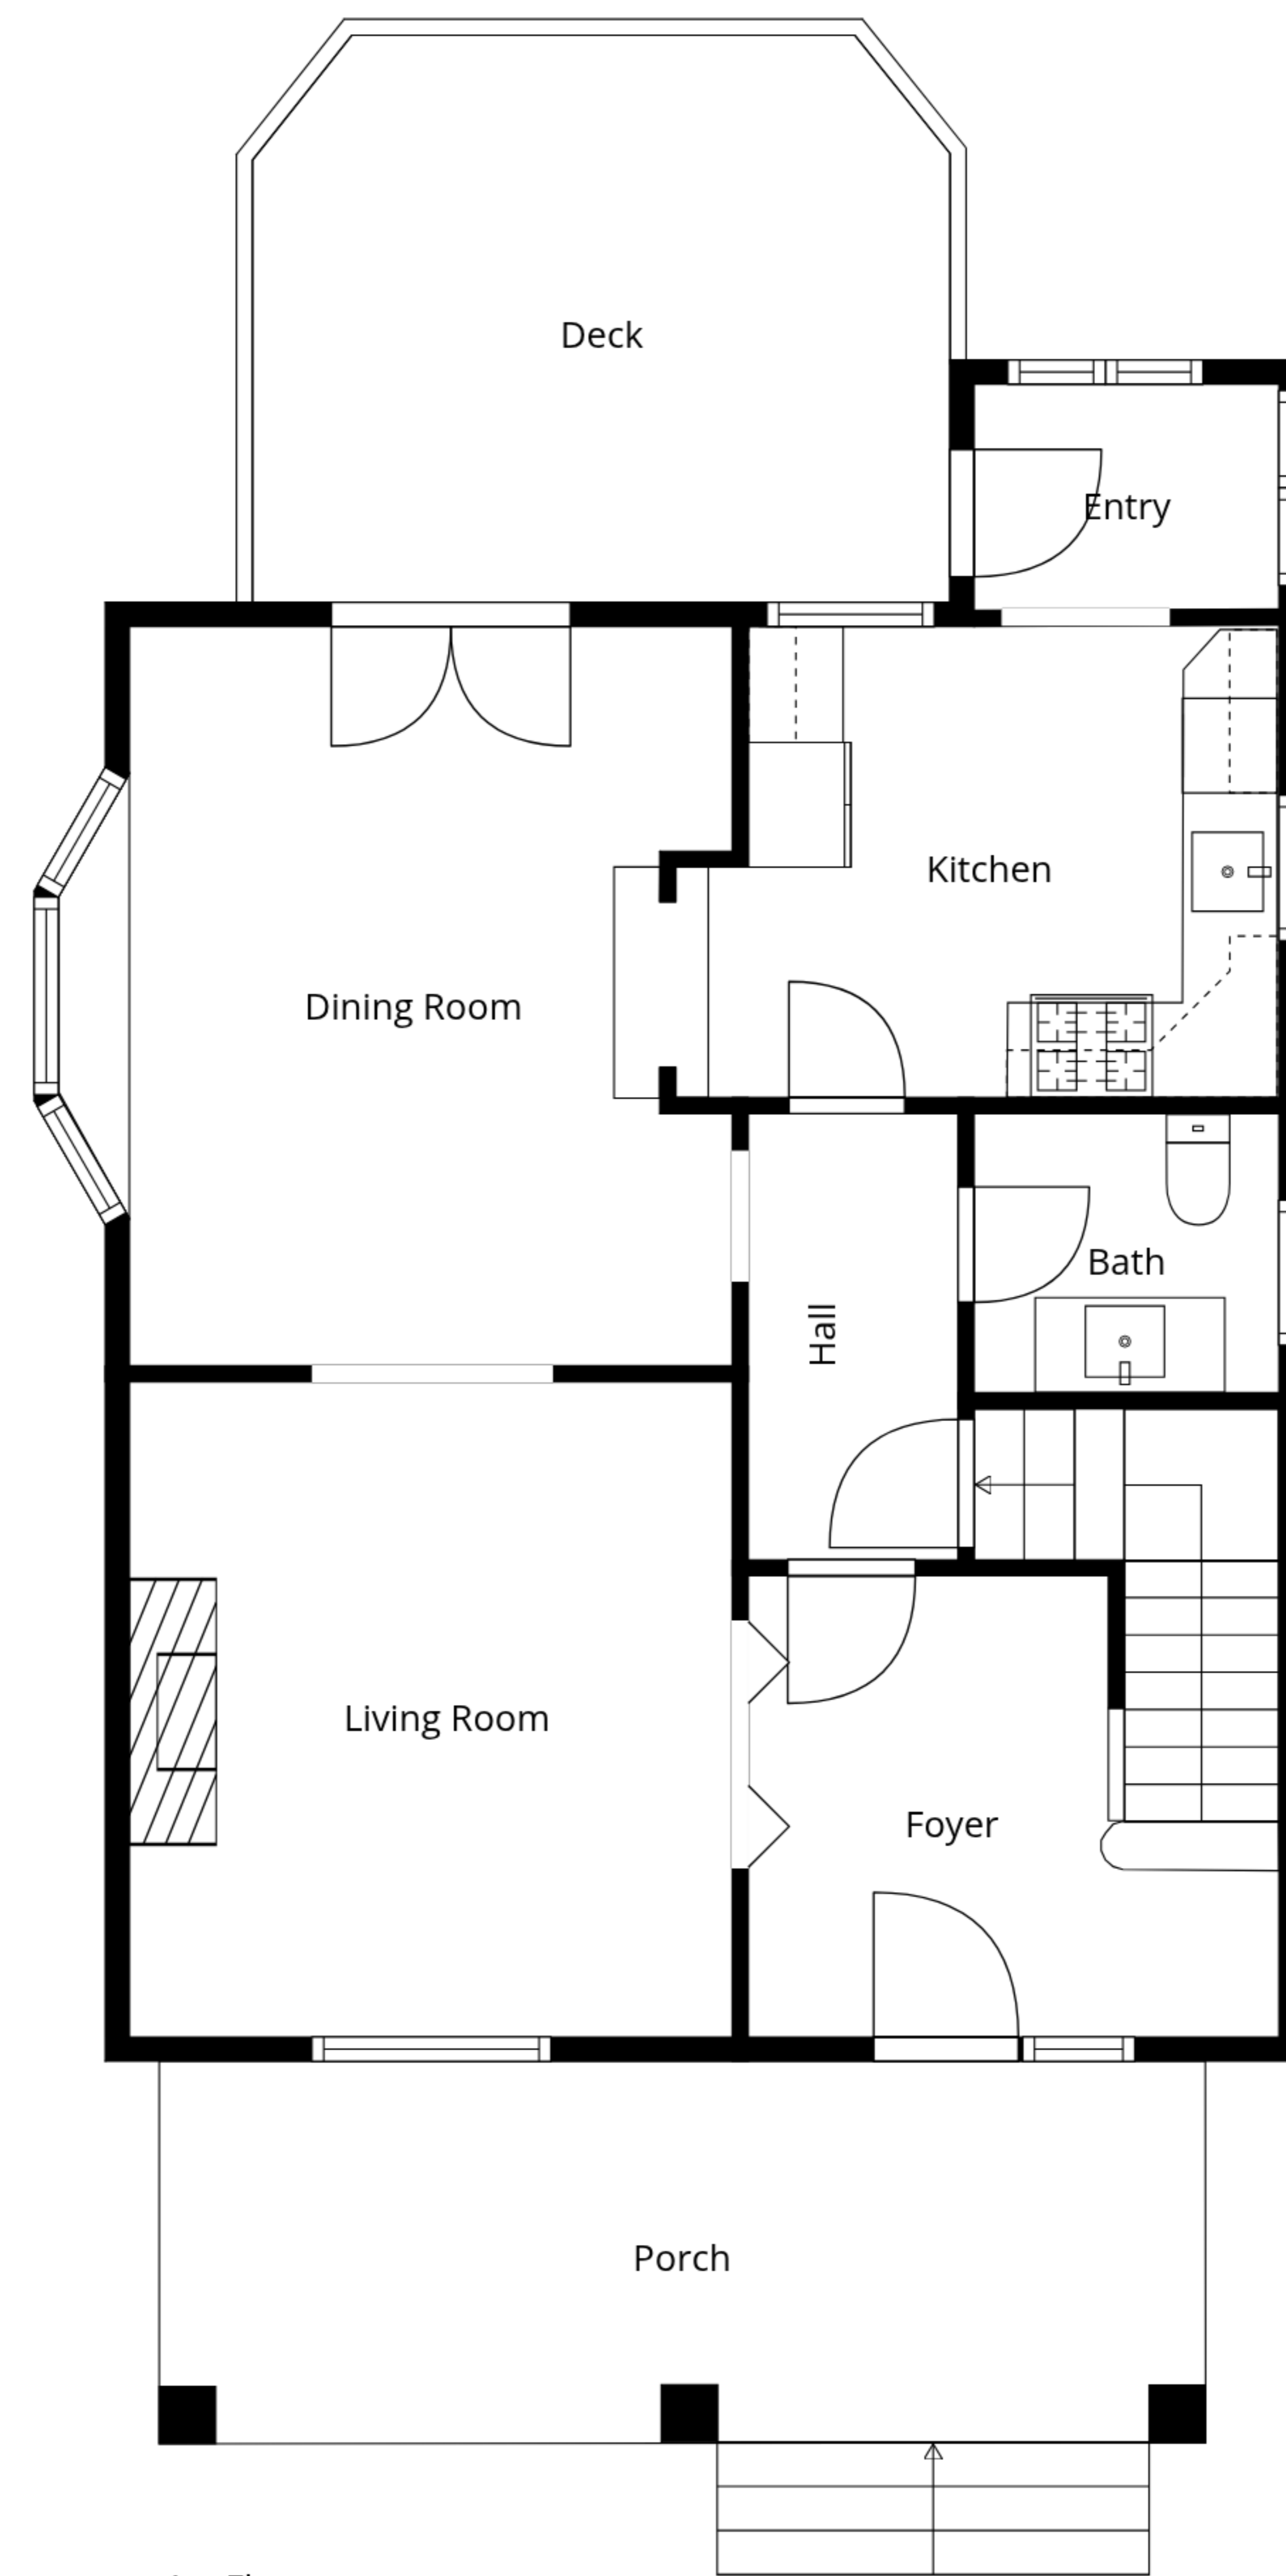 Deck
Entry
Kitchen
Dining Room
Bath
Hall
Living Room
Foyer
Porch